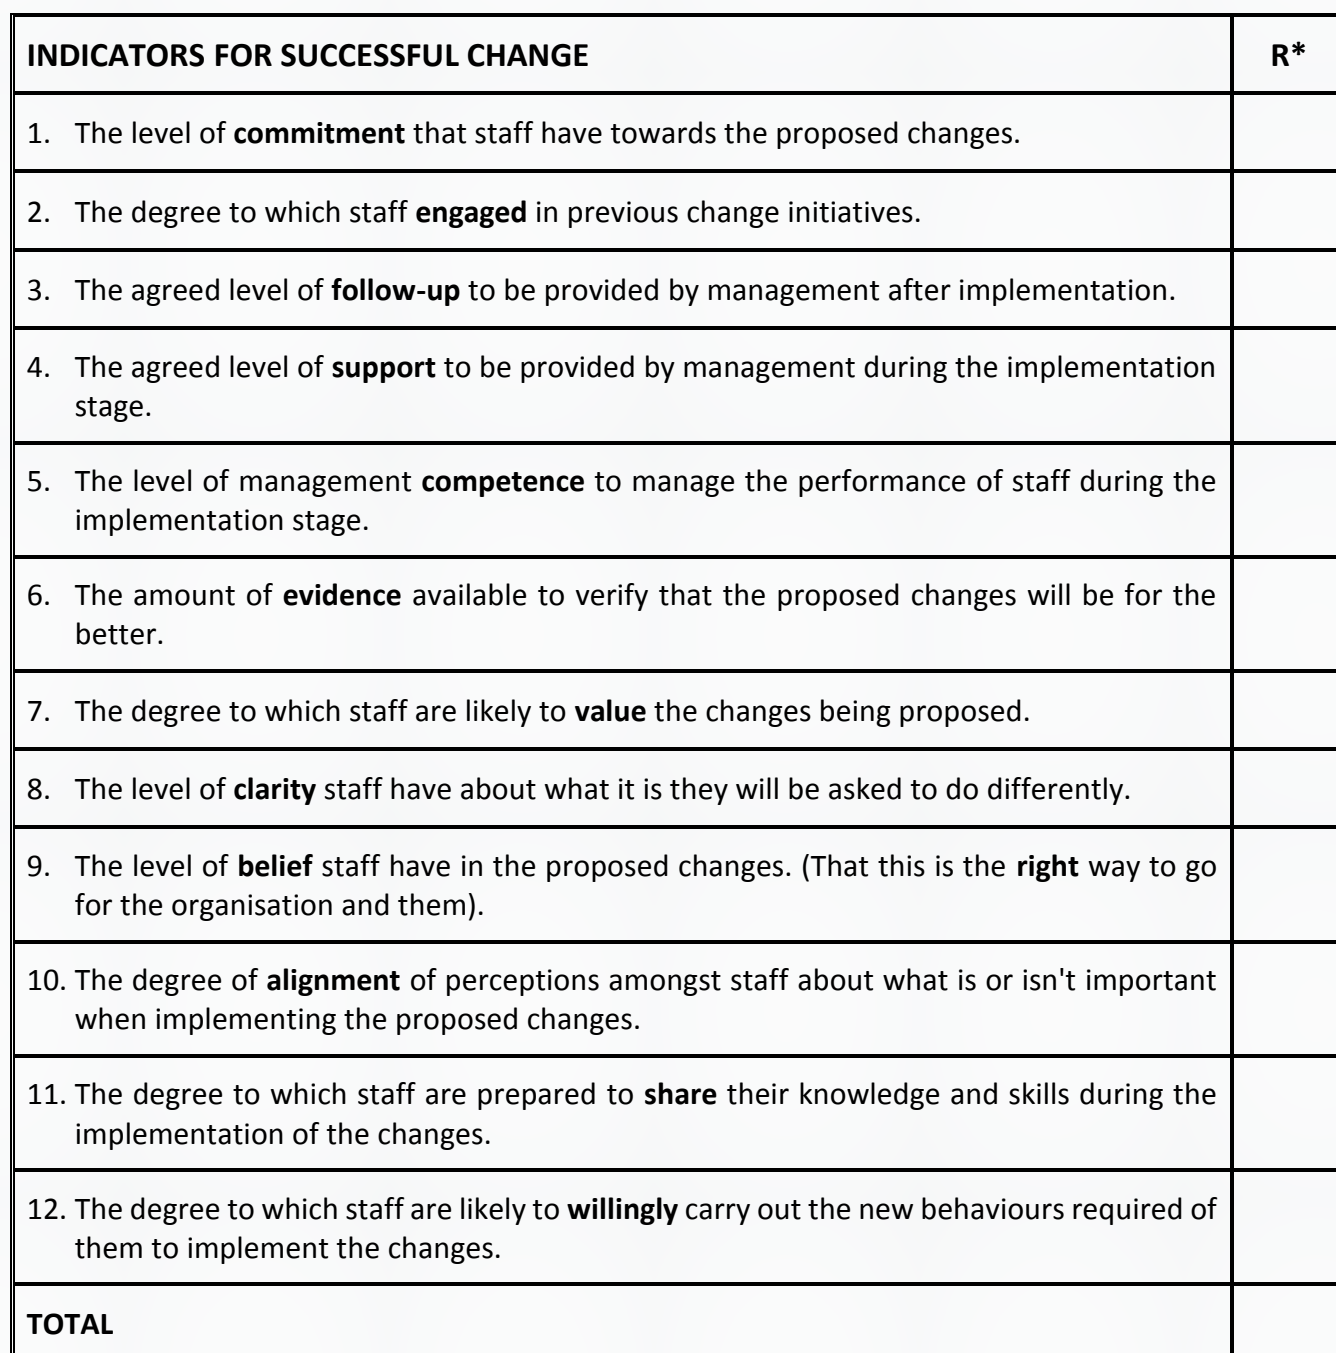 INDICATORS FOR SUCCESSFUL CHANGE R*
1. The level of commitment that staff have towards the proposed changes.
2. The degree to which staff engaged in previous change initiatives.
3. The agreed level of follow-up to be provided by management after implementation.
4. The agreed level of support to be provided by management during the implementation
stage.
5. The level of management competence to manage the performance of staff during the
implementation stage.
6. The amount of evidence available to verify that the proposed changes will be for the
better.
7. The degree to which staff are likely to value the changes being proposed.
8. The level of clarity staff have about what it is they will be asked to do differently.
9. The level of belief staff have in the proposed changes. (That this is the right way to go
for the organisation and them).
10. The degree of alignment of perceptions amongst staff about what is or isn't important
when implementing the proposed changes.
11. The degree to which staff are prepared to share their knowledge and skills during the
implementation of the changes.
12. The degree to which staff are likely to willingly carry out the new behaviours required of
them to implement the changes.
TOTAL